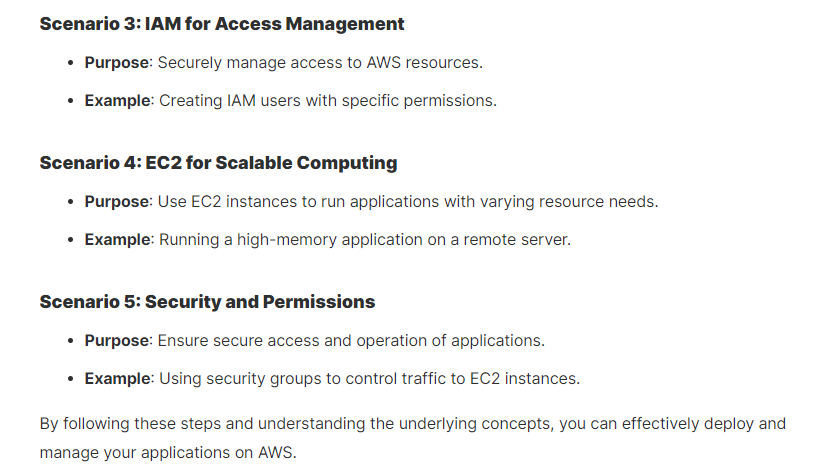 Scenario 3: IAM for Access Management
• Purpose: Securely manage access to AWS resources.
• Example: Creating IAM users with specific permissions.
Scenario 4: EC2 for Scalable Computing
• Purpose: Use EC2 instances to run applications with varying resource needs.
• Example: Running a high-memory application on a remote server.
Scenario 5: Security and Permissions
• Purpose: Ensure secure access and operation of applications.
• Example: Using security groups to control traffic to EC2 instances.
By following these steps and understanding the underlying concepts, you can effectively deploy and
manage your applications on AWS.